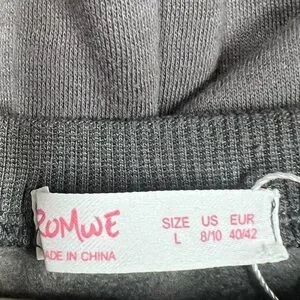 ROMWE
MADE IN CHINA
SIZE US EUR
L 8/10 40/42